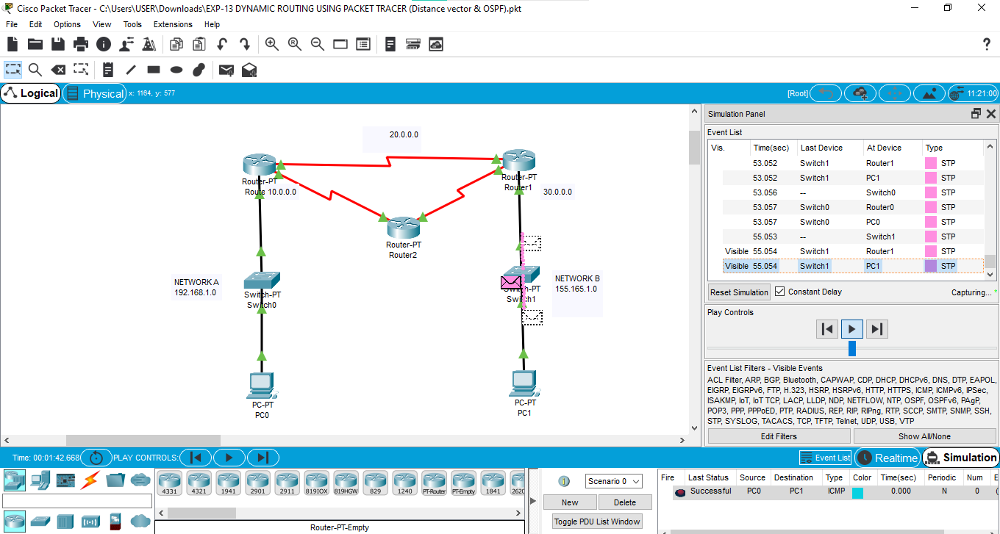 Cisco Packet Tracer - C:\Users\USER\Downloads\EXP-13 DYNAMIC ROUTING USING PACKET TRACER (Distance vector & OSPF).pkt
File Edit Options View Tools Extensions Help
Logical Physical x: 1164, y: 577 [Root] 11:21:00
20.0.0.0
Router-PT
Route 10.0.0.0
Router-PT
Router1
30.0.0.0
Router-PT
Router2
NETWORK A
192.168.1.0
Switch-PT
Switch0
h-PT
Switch1
NETWORK B
155.165.1.0
PC-PT
PC0
PC-PT
PC1
Simulation Panel
Event List
Vis. Time(sec) Last Device At Device Type
53.052 Switch1 Router1 STP
53.052 Switch1 PC1 STP
53.056 -- Switch0 STP
53.057 Switch0 Router0 STP
53.057 Switch0 PC0 STP
55.053 -- Switch1 STP
Visible 55.054 Switch1 Router1 STP
Visible 55.054 Switch1 PC1 STP
Reset Simulation Constant Delay Capturing... *
Play Controls
Event List Filters - Visible Events
ACL Filter, ARP, BGP, Bluetooth, CAPWAP, CDP, DHCP, DHCPv6, DNS, DTP, EAPOL,
EIGRP, EIGRPv6, FTP, H.323, HSRP, HSRPv6, HTTP, HTTPS, ICMP, ICMPv6, IPSec,
ISAKMP, IoT, IoT TCP, LACP, LLDP, NDP, NETFLOW, NTP, OSPF, OSPFv6, PAgP,
POP3, PPP, PPPoED, PTP, RADIUS, REP, RIP, RIPng, RTP, SCCP, SMTP, SNMP, SSH,
STP, SYSLOG, TACACS, TCP, TFTP, Telnet, UDP, USB, VTP
Edit Filters Show All/None
Time: 00:01:42.668 PLAY CONTROLS: Event List Realtime Simulation
4331 4321 1941 2901 2911 819IOX 819HGW 829 1240 PT-Router PT-Empty 1841 2620
Router-PT-Empty
Scenario 0
New Delete
Toggle PDU List Window
Fire Last Status Source Destination Type Color Time(sec) Periodic Num E
Successful PC0 PC1 ICMP 0.000 N 0 (